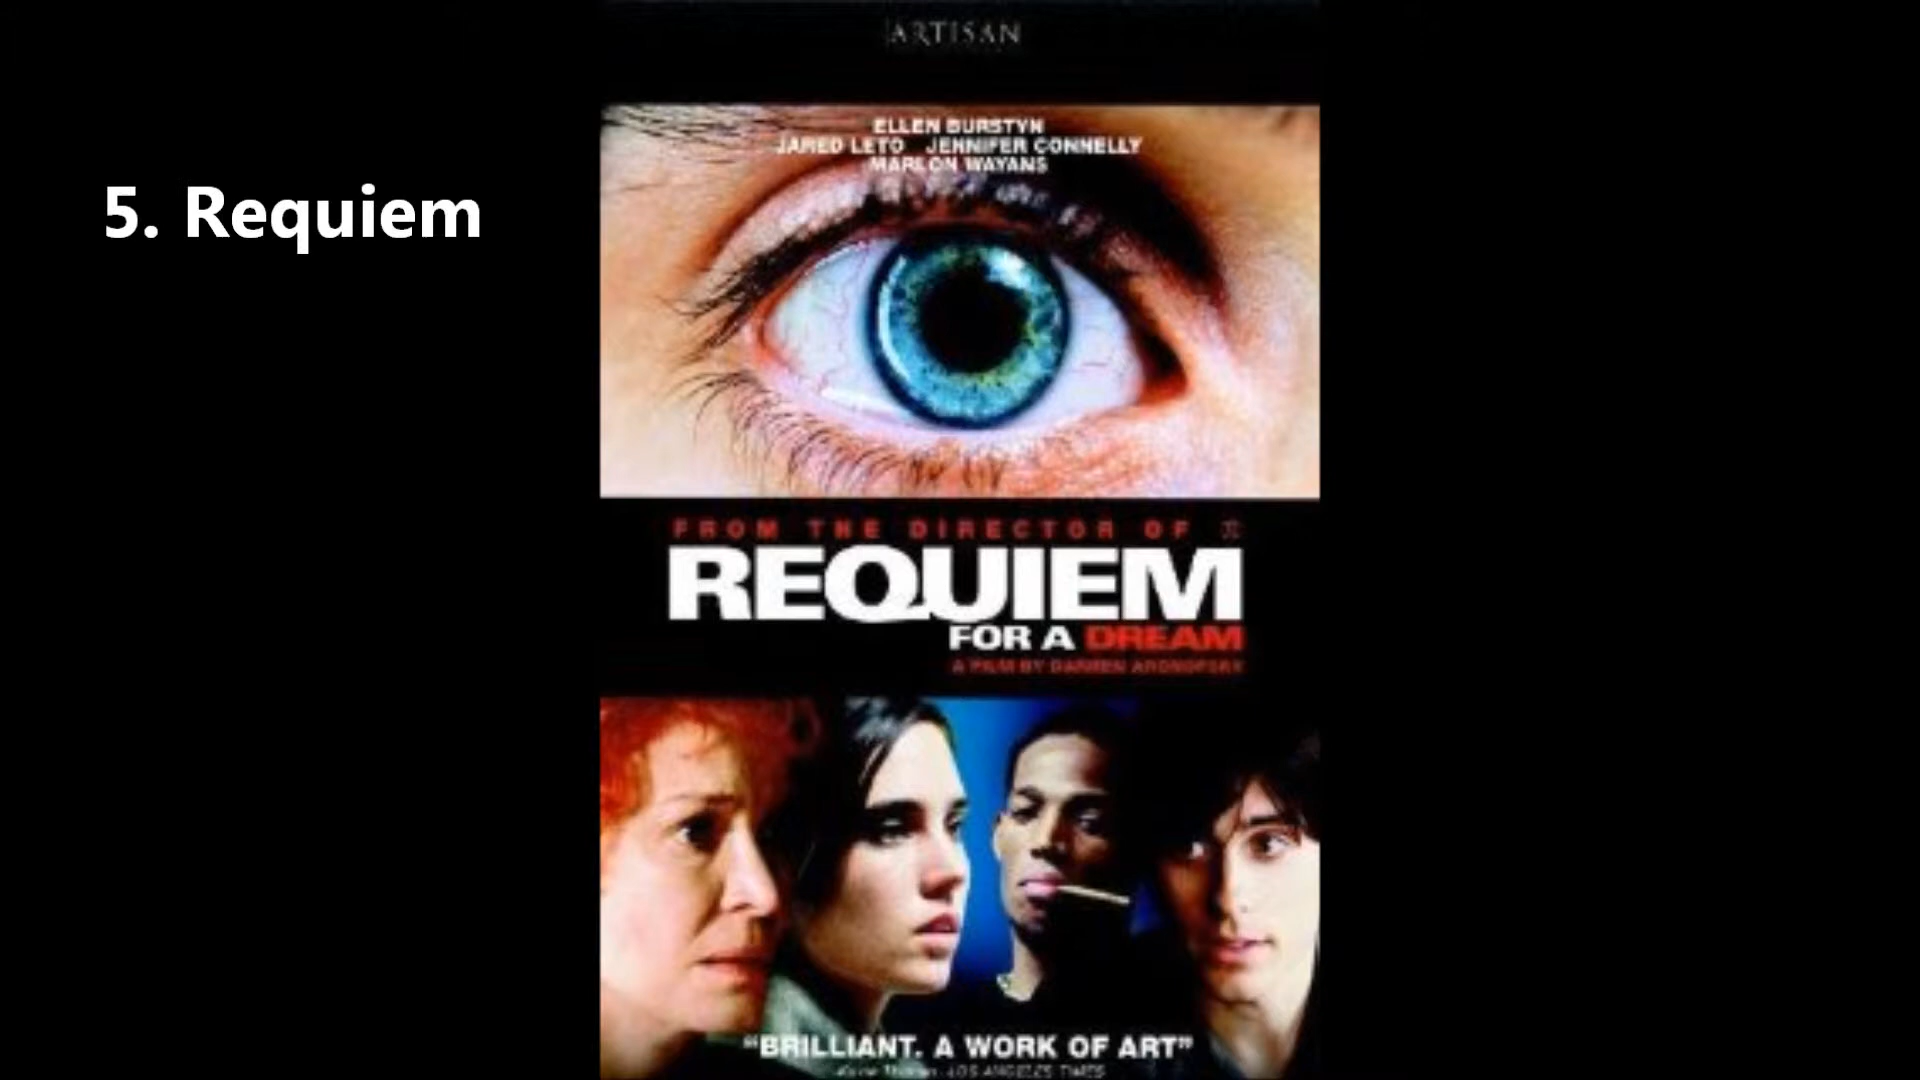 ARTISAN
5. Requiem
ELLEN BURSTYN
JARED LETO JENNIFER CONNELLY
MARLON WAYANS
FROM THE DIRECTOR OF π
REQUIEM
FOR A DREAM
A FILM BY DARREN ARONOFSKY
“BRILLIANT. A WORK OF ART”
LOS ANGELES TIMES